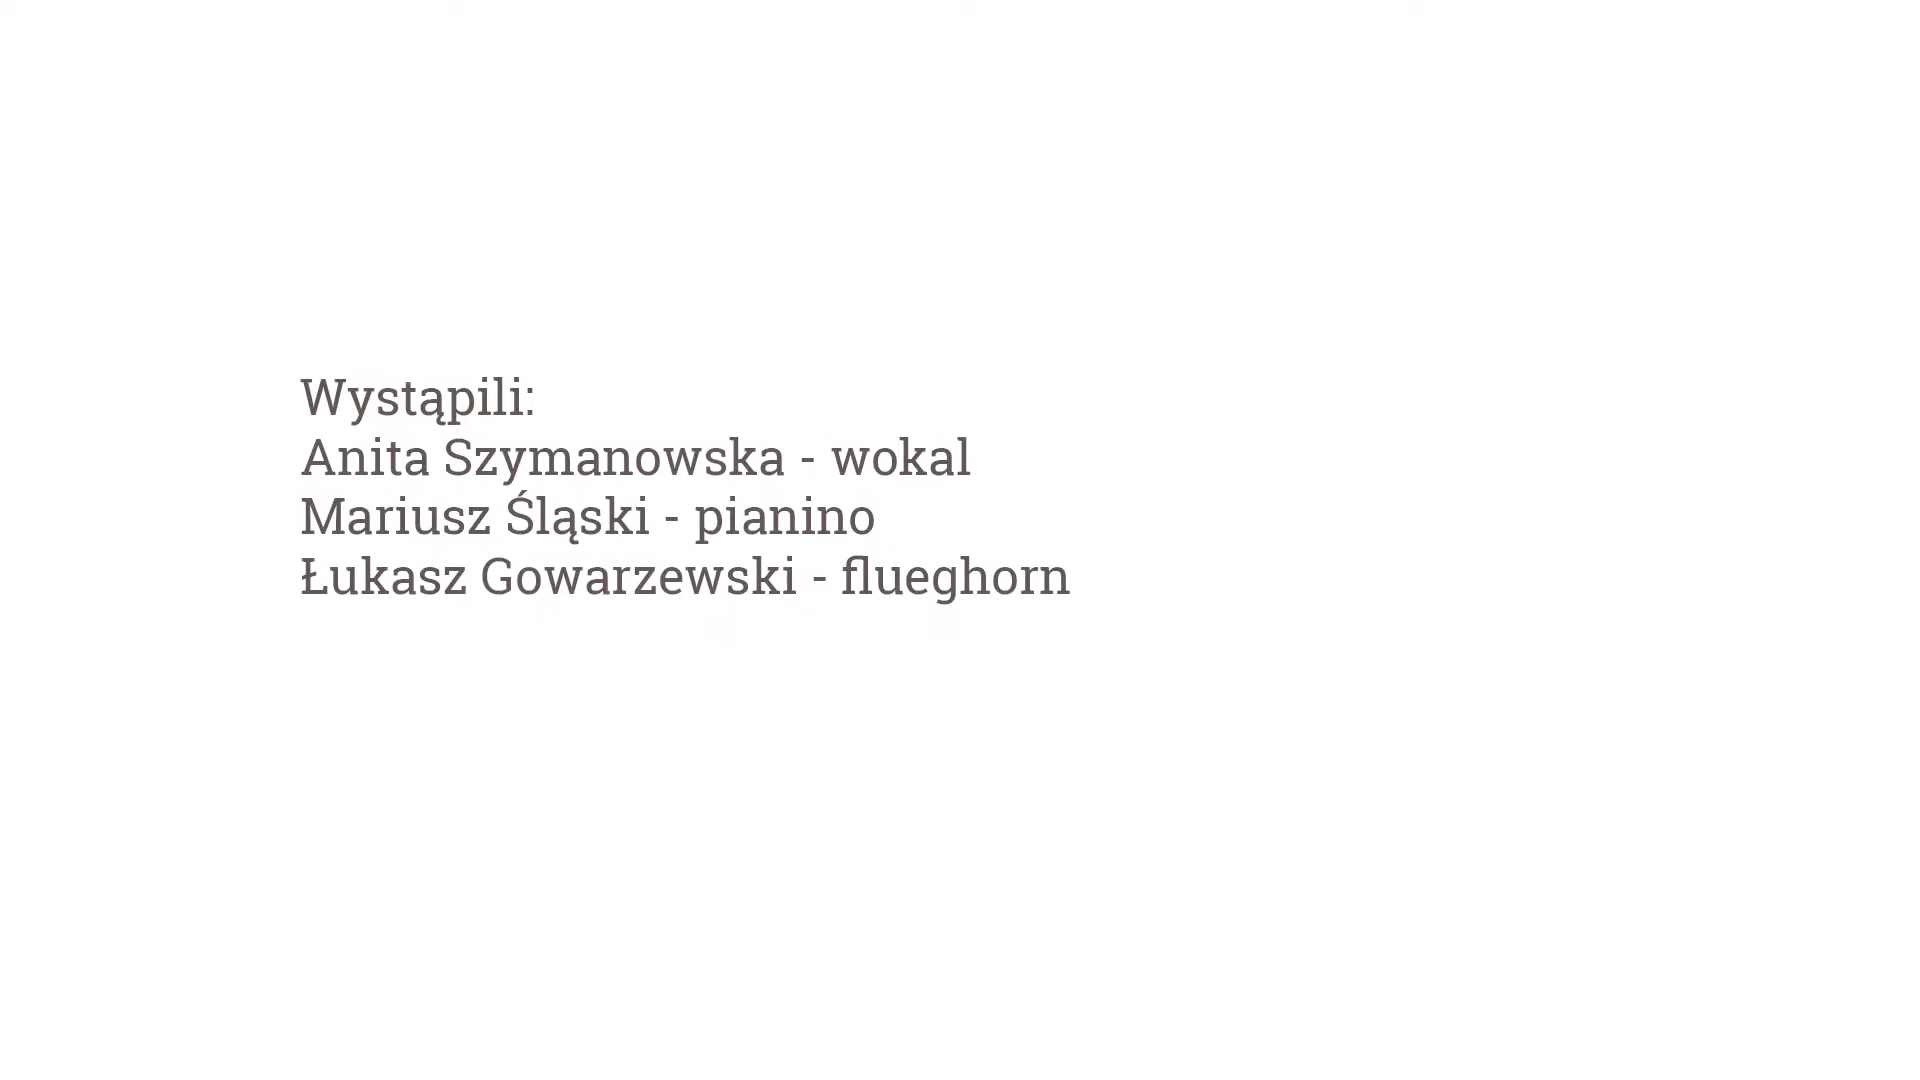 Wystąpili:
Anita Szymanowska - wokal
Mariusz Śląski - pianino
Łukasz Gowarzewski - flueghorn